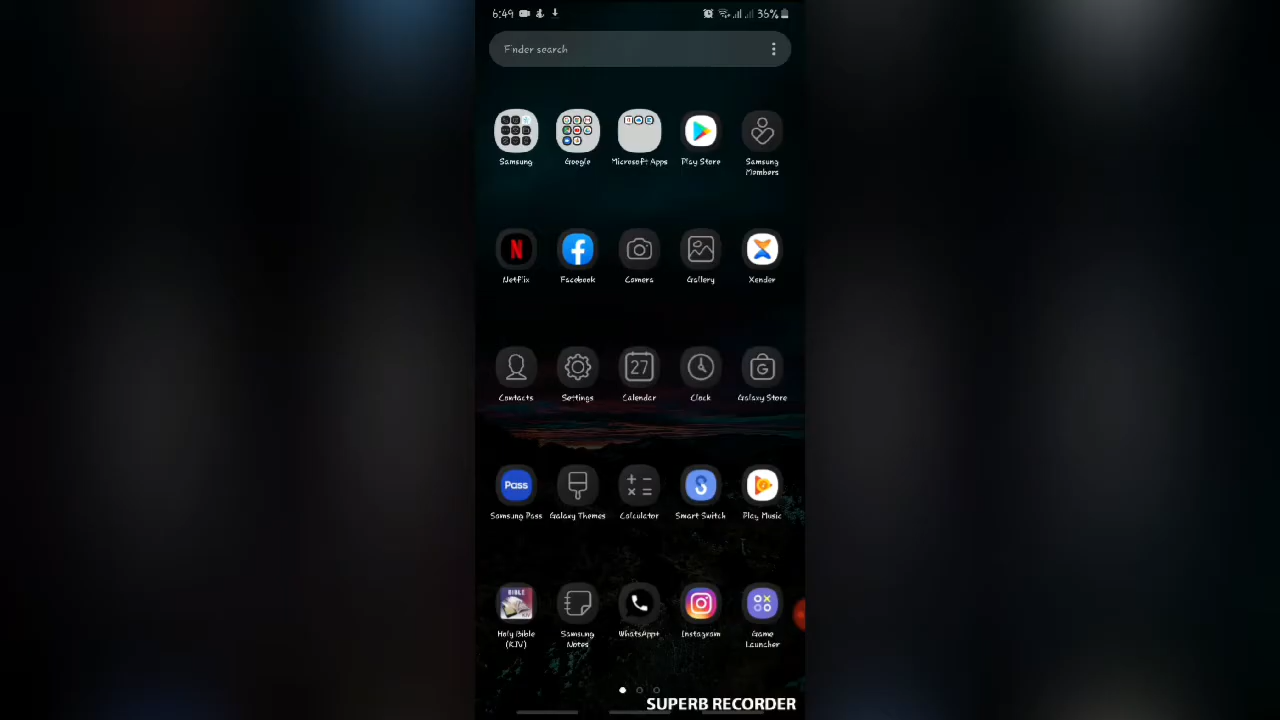 6:49
36%
Finder search
Samsung
Google
Microsoft Apps
Play Store
Samsung
Members
N
Netflix
Facebook
Camera
Gallery
Xender
27
G
Contacts
Settings
Calendar
Clock
Galaxy Store
Pass
S
Samsung Pass
Galaxy Themes
Calculator
Smart Switch
Play Music
BIBLE
KJV
Holy Bible
(KJV)
Samsung
Notes
WhatsApp+
Instagram
Game
Launcher
SUPERB RECORDER